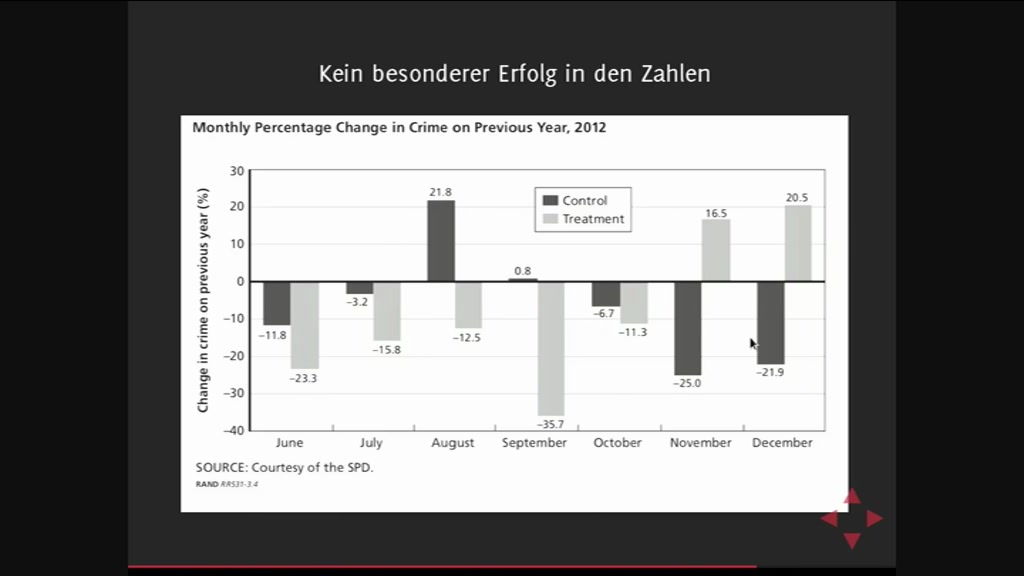 Kein besonderer Erfolg in den Zahlen
Monthly Percentage Change in Crime on Previous Year, 2012
Change in crime on previous year (%)
30
20
10
0
–10
–20
–30
–40
Control
Treatment
–11.8
–23.3
–3.2
–15.8
21.8
–12.5
0.8
–35.7
–6.7
–11.3
–25.0
16.5
–21.9
20.5
June July August September October November December
SOURCE: Courtesy of the SPD.
RAND RR531-3.4